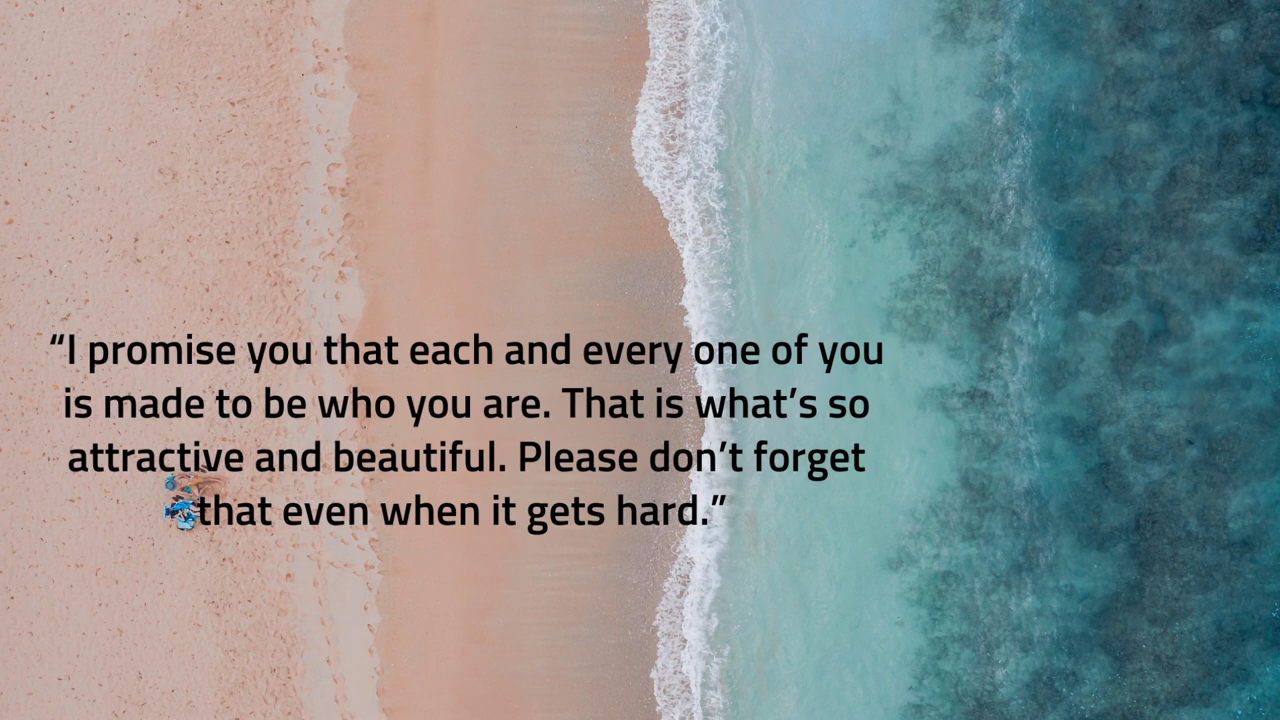 “I promise you that each and every one of you
is made to be who you are. That is what’s so
attractive and beautiful. Please don’t forget
that even when it gets hard.”